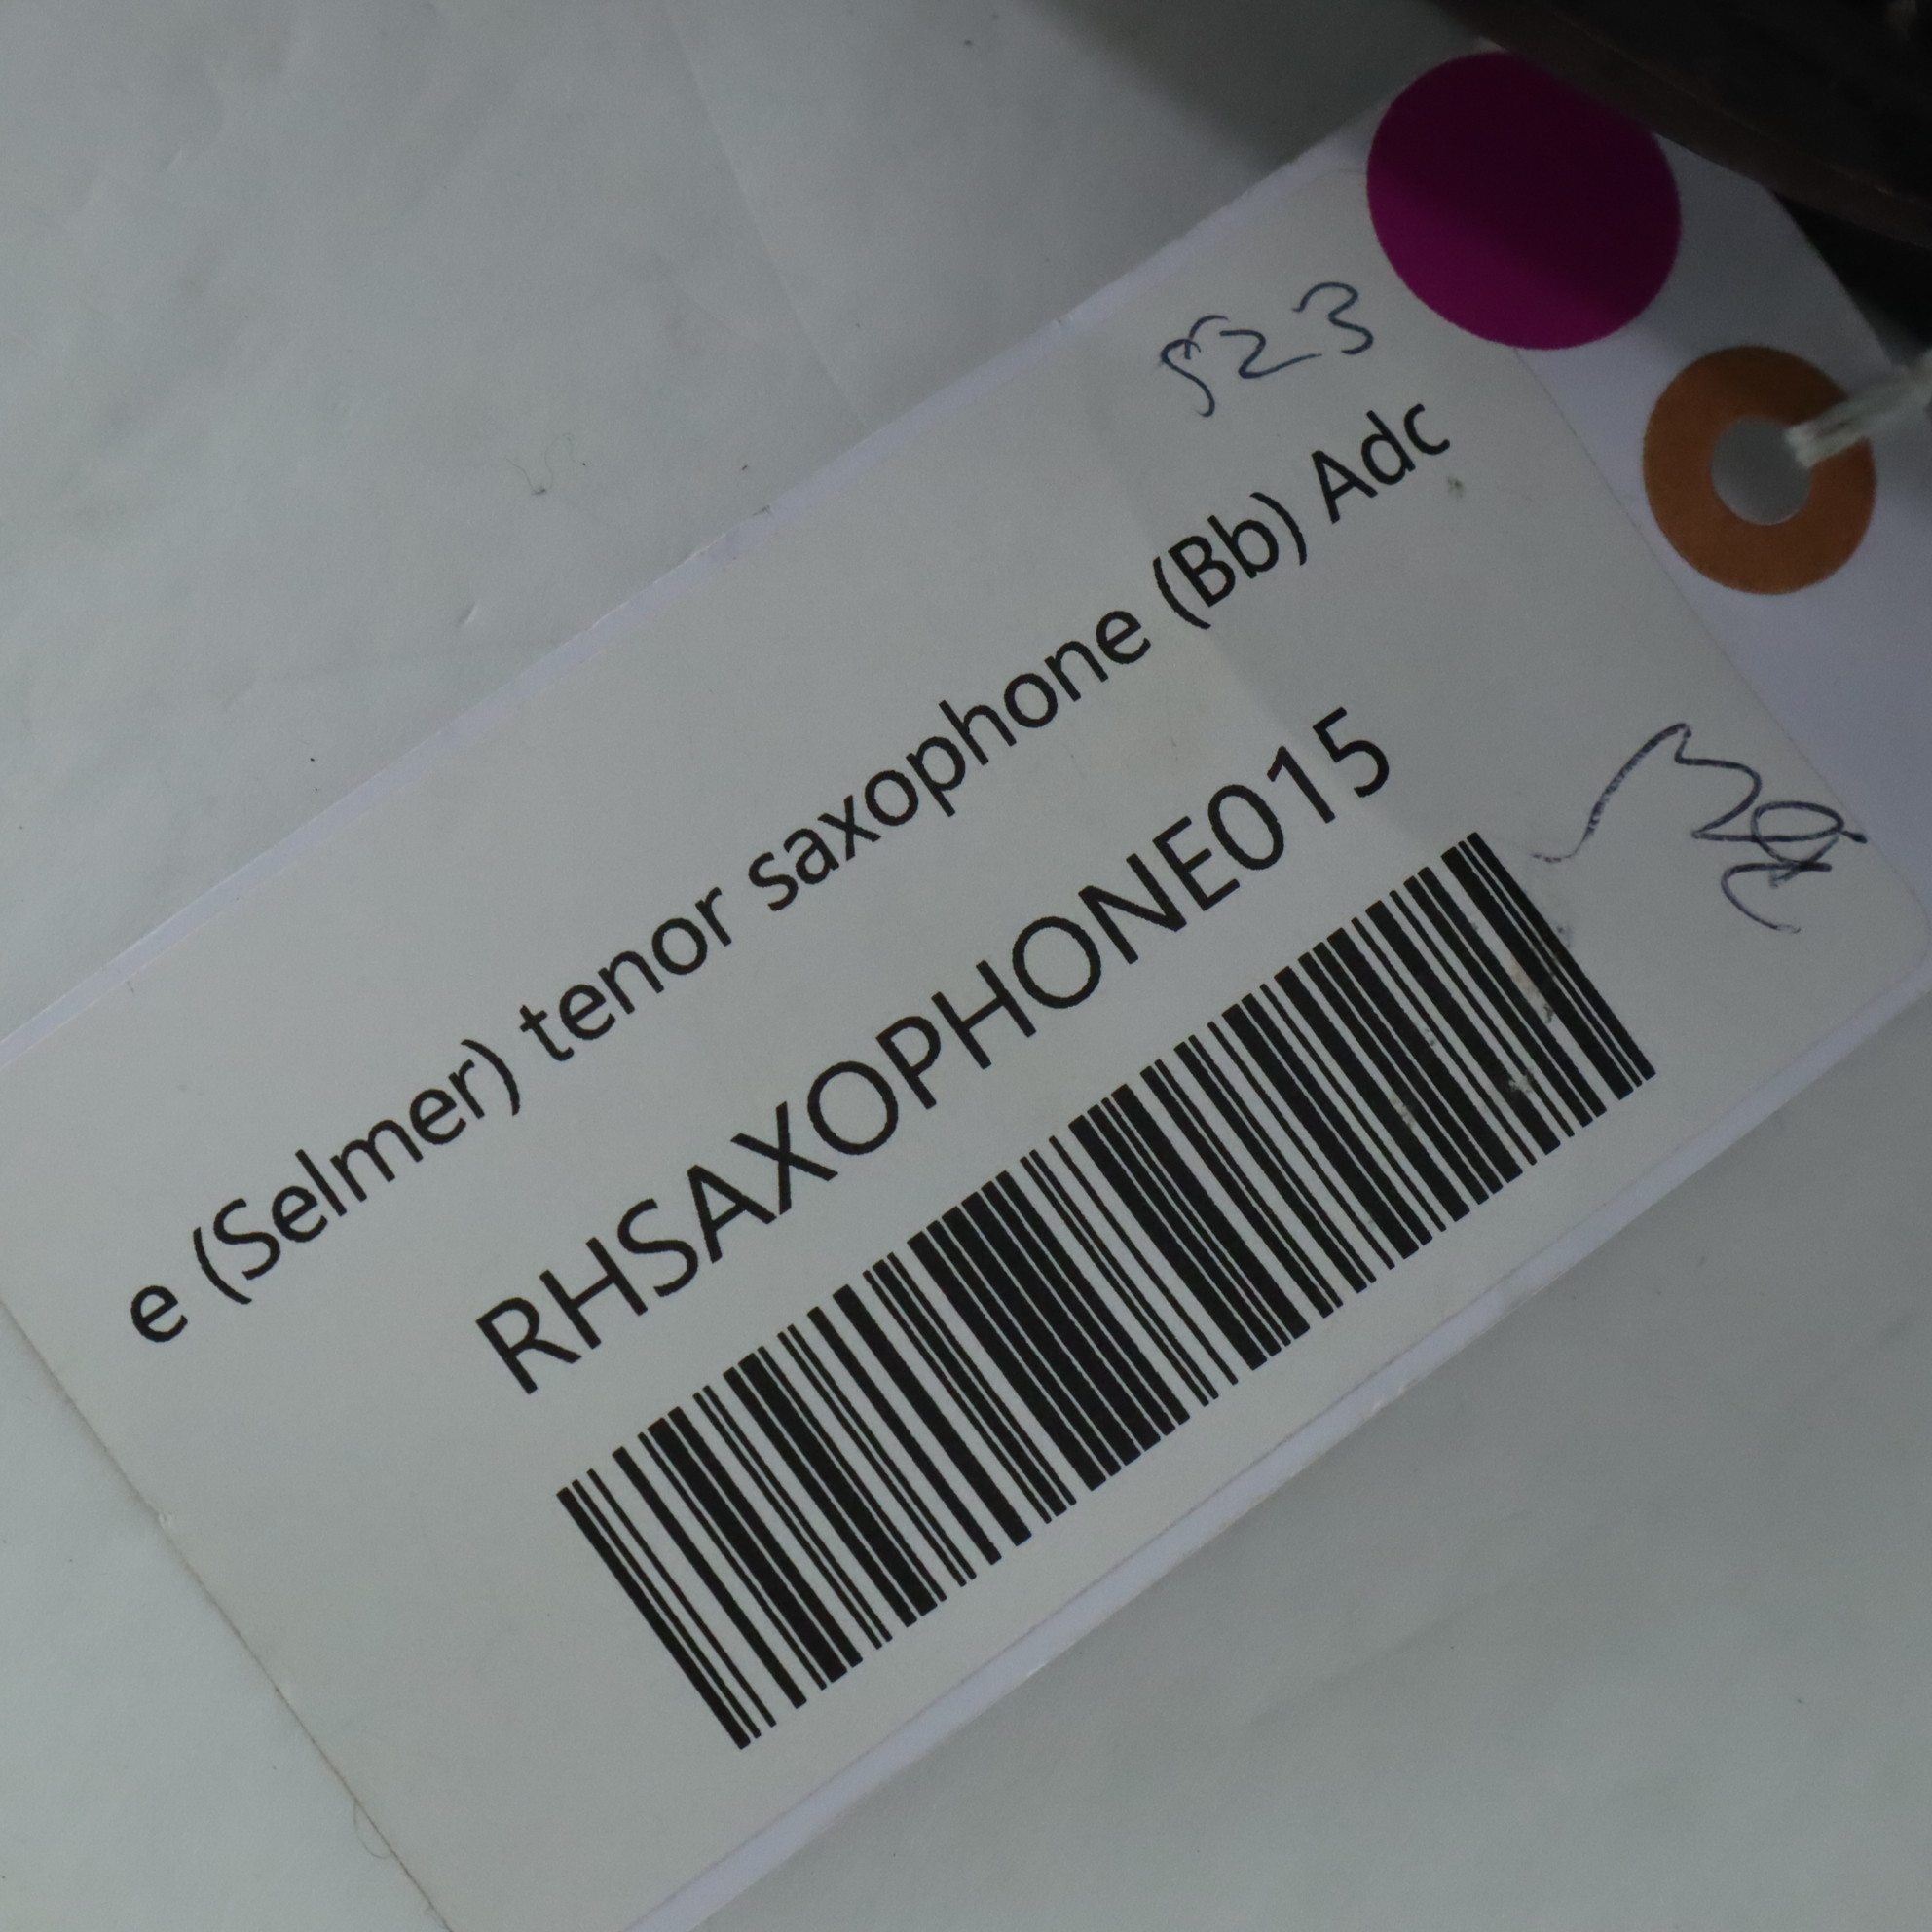 523
e (Selmer) tenor saxophone (Bb) Adc
RHSAXOPHONE015